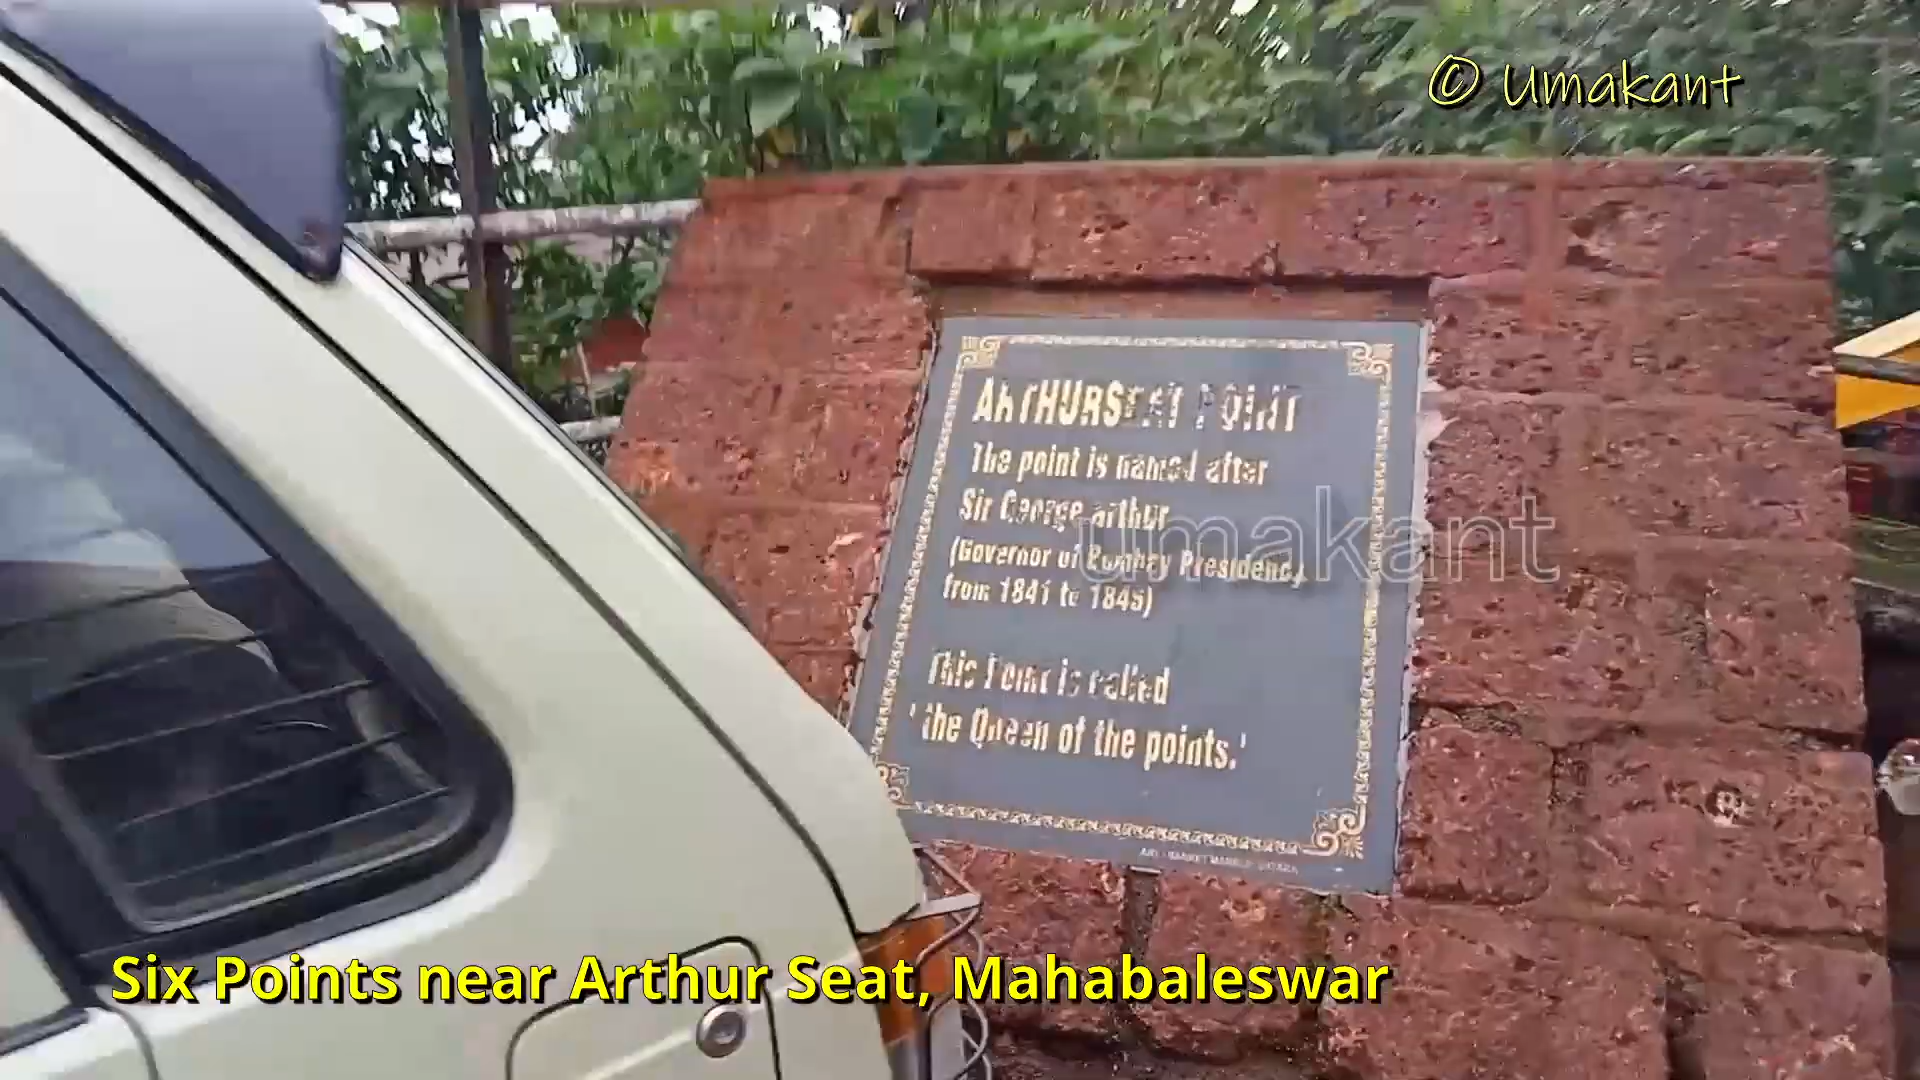 © Umakant
ARTHURSEAT POINT
The point is named after
Sir George arthur
(Governor of Bombay Presidency
from 1841 to 1845)
This Point is called
' the Queen of the points.'
umakant
Six Points near Arthur Seat, Mahabaleswar